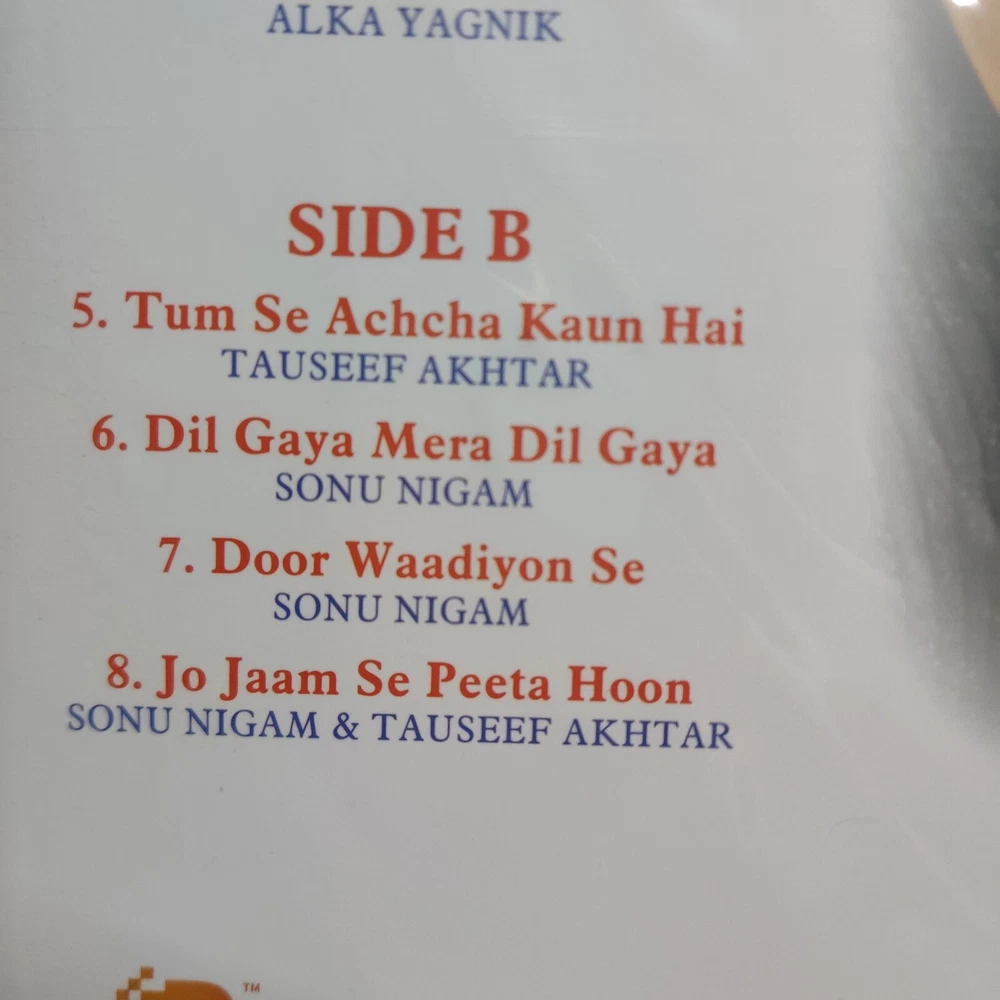 ALKA YAGNIK
SIDE B
5. Tum Se Achcha Kaun Hai
TAUSEEF AKHTAR
6. Dil Gaya Mera Dil Gaya
SONU NIGAM
7. Door Waadiyon Se
SONU NIGAM
8. Jo Jaam Se Peeta Hoon
SONU NIGAM & TAUSEEF AKHTAR
TM